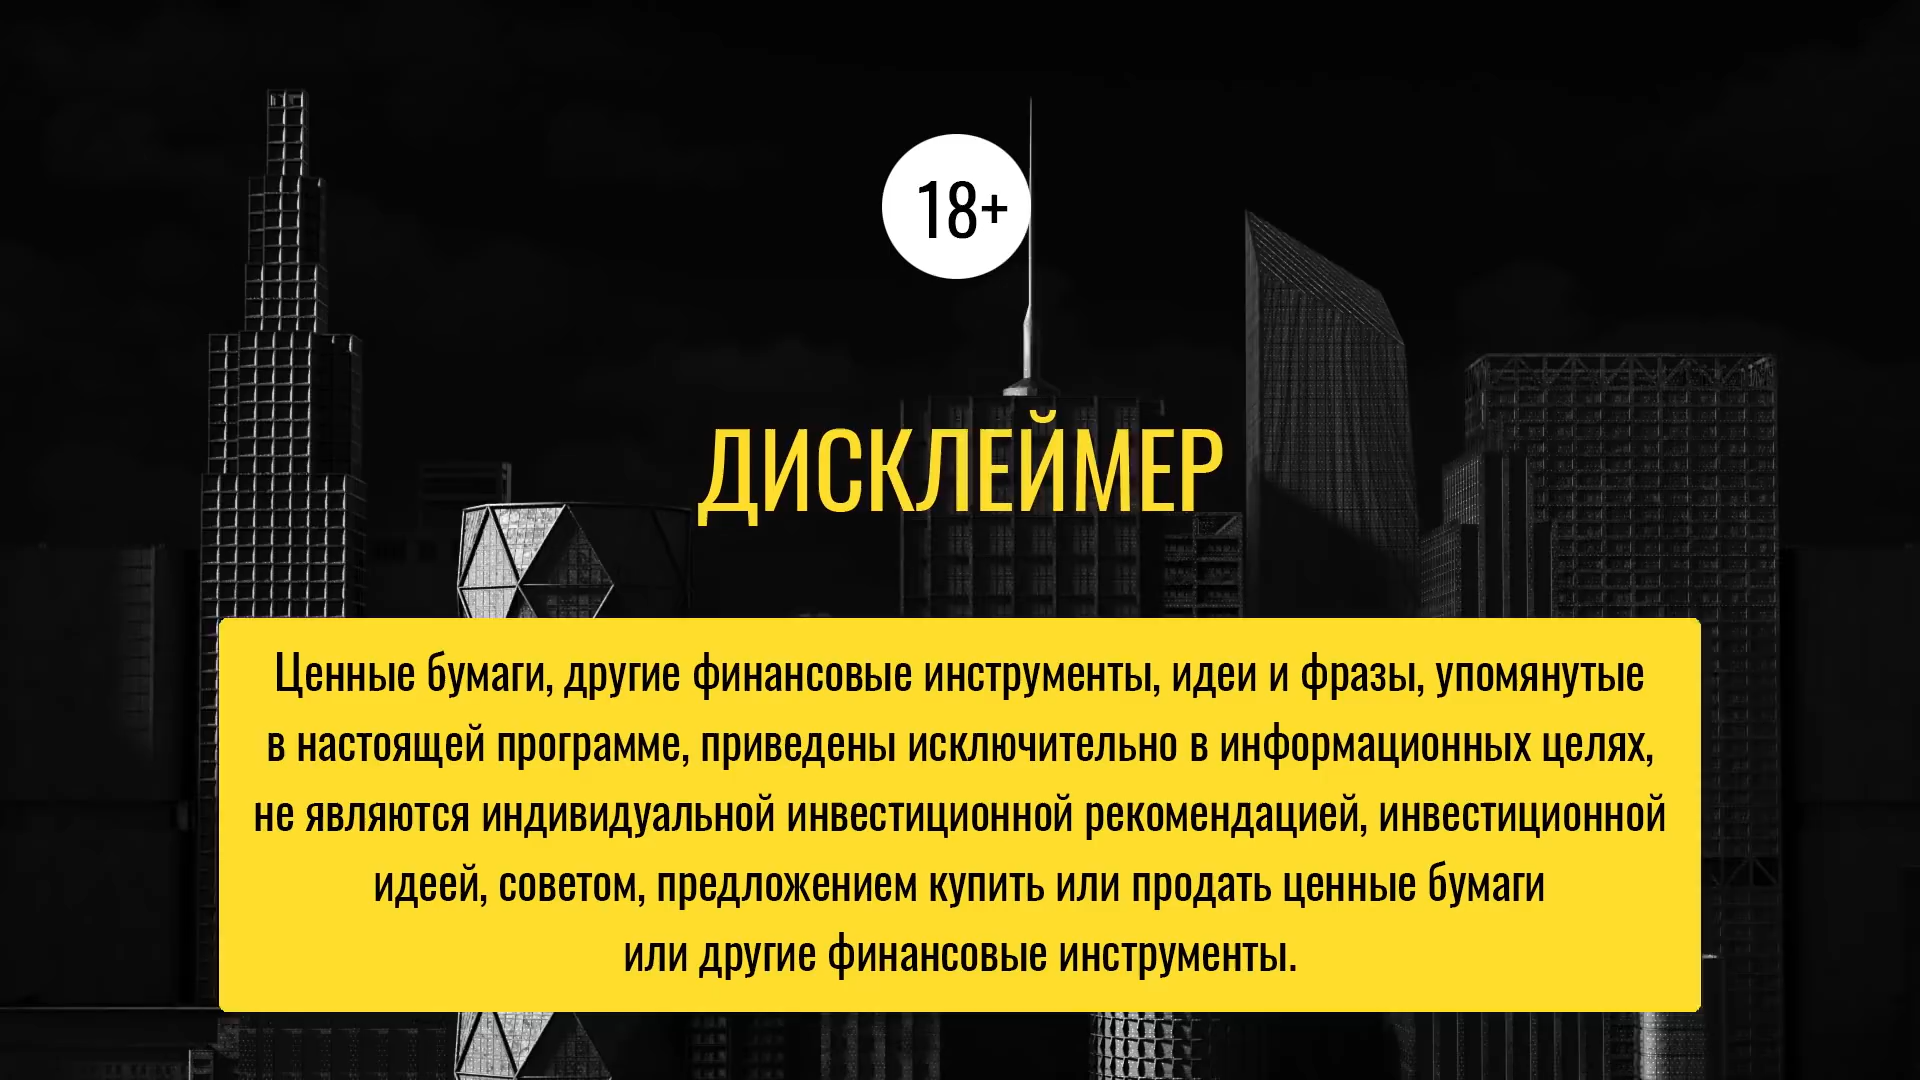 18+
ДИСКЛЕЙМЕР
Ценные бумаги, другие финансовые инструменты, идеи и фразы, упомянутые
в настоящей программе, приведены исключительно в информационных целях,
не являются индивидуальной инвестиционной рекомендацией, инвестиционной
идеей, советом, предложением купить или продать ценные бумаги
или другие финансовые инструменты.